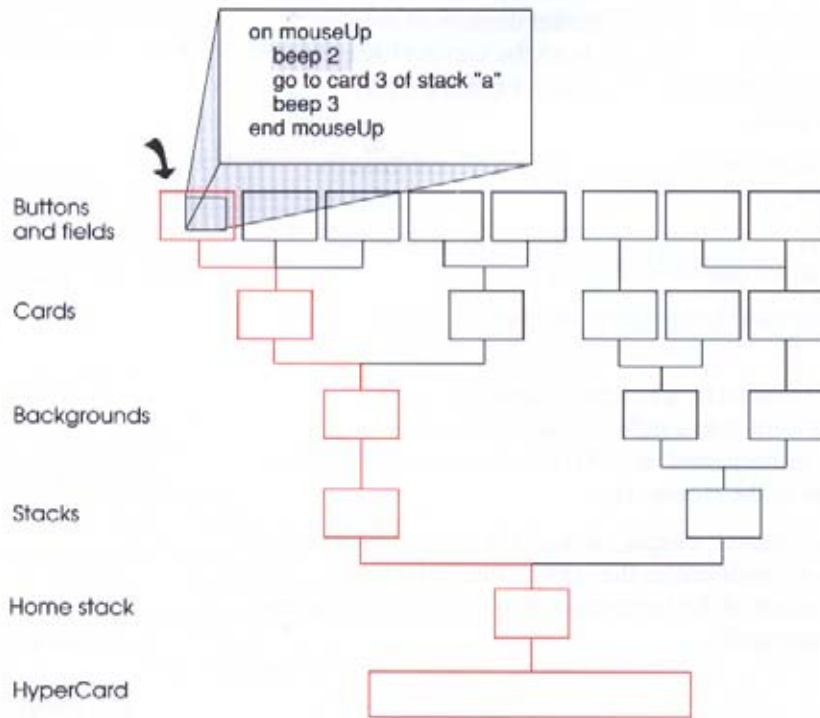 on mouseUp
beep 2
go to card 3 of stack "a"
beep 3
end mouseUp
Buttons
and fields
Cards
Backgrounds
Stacks
Home stack
HyperCard